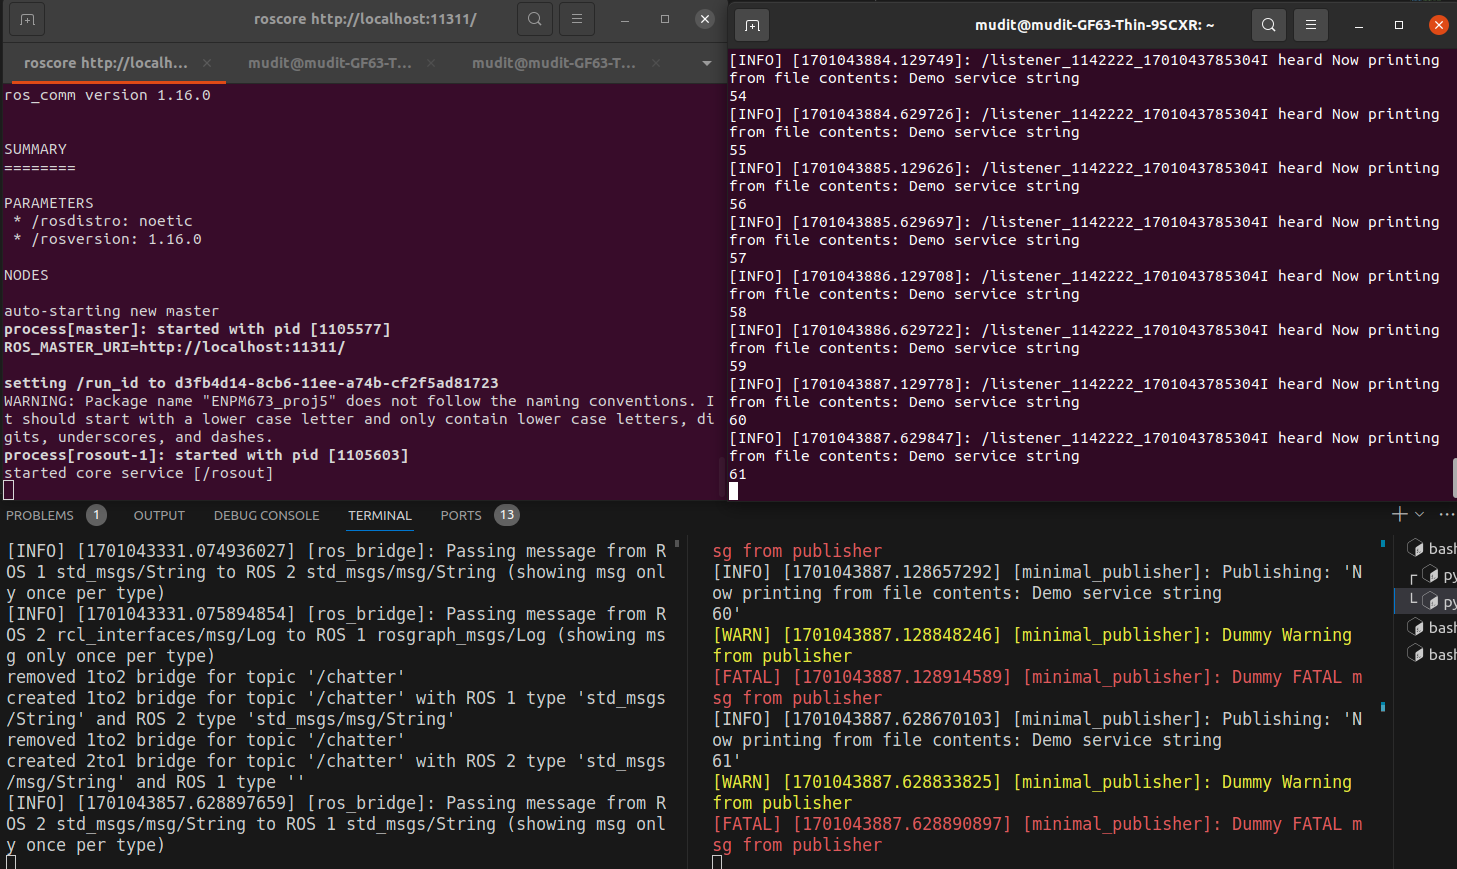 roscore http://localhost:11311/
roscore http://localh...
mudit@mudit-GF63-T...
mudit@mudit-GF63-T...
ros_comm version 1.16.0
SUMMARY
========
PARAMETERS
* /rosdistro: noetic
* /rosversion: 1.16.0
NODES
auto-starting new master
process[master]: started with pid [1105577]
ROS_MASTER_URI=http://localhost:11311/
setting /run_id to d3fb4d14-8cb6-11ee-a74b-cf2f5ad81723
WARNING: Package name "ENPM673_proj5" does not follow the naming conventions. I
t should start with a lower case letter and only contain lower case letters, di
gits, underscores, and dashes.
process[rosout-1]: started with pid [1105603]
started core service [/rosout]
mudit@mudit-GF63-Thin-9SCXR: ~
[INFO] [1701043884.129749]: /listener_1142222_1701043785304I heard Now printing
from file contents: Demo service string
54
[INFO] [1701043884.629726]: /listener_1142222_1701043785304I heard Now printing
from file contents: Demo service string
55
[INFO] [1701043885.129626]: /listener_1142222_1701043785304I heard Now printing
from file contents: Demo service string
56
[INFO] [1701043885.629697]: /listener_1142222_1701043785304I heard Now printing
from file contents: Demo service string
57
[INFO] [1701043886.129708]: /listener_1142222_1701043785304I heard Now printing
from file contents: Demo service string
58
[INFO] [1701043886.629722]: /listener_1142222_1701043785304I heard Now printing
from file contents: Demo service string
59
[INFO] [1701043887.129778]: /listener_1142222_1701043785304I heard Now printing
from file contents: Demo service string
60
[INFO] [1701043887.629847]: /listener_1142222_1701043785304I heard Now printing
from file contents: Demo service string
61
PROBLEMS 1 OUTPUT DEBUG CONSOLE TERMINAL PORTS 13
[INFO] [1701043331.074936027] [ros_bridge]: Passing message from R
OS 1 std_msgs/String to ROS 2 std_msgs/msg/String (showing msg onl
y once per type)
[INFO] [1701043331.075894854] [ros_bridge]: Passing message from R
OS 2 rcl_interfaces/msg/Log to ROS 1 rosgraph_msgs/Log (showing ms
g only once per type)
removed 1to2 bridge for topic '/chatter'
created 1to2 bridge for topic '/chatter' with ROS 1 type 'std_msgs
/String' and ROS 2 type 'std_msgs/msg/String'
removed 1to2 bridge for topic '/chatter'
created 2to1 bridge for topic '/chatter' with ROS 2 type 'std_msgs
/msg/String' and ROS 1 type ''
[INFO] [1701043857.628897659] [ros_bridge]: Passing message from R
OS 2 std_msgs/msg/String to ROS 1 std_msgs/String (showing msg onl
y once per type)
sg from publisher
[INFO] [1701043887.128657292] [minimal_publisher]: Publishing: 'N
ow printing from file contents: Demo service string
60'
[WARN] [1701043887.128848246] [minimal_publisher]: Dummy Warning
from publisher
[FATAL] [1701043887.128914589] [minimal_publisher]: Dummy FATAL m
sg from publisher
[INFO] [1701043887.628670103] [minimal_publisher]: Publishing: 'N
ow printing from file contents: Demo service string
61'
[WARN] [1701043887.628833825] [minimal_publisher]: Dummy Warning
from publisher
[FATAL] [1701043887.628890897] [minimal_publisher]: Dummy FATAL m
sg from publisher
bash
py
py
bash
bash